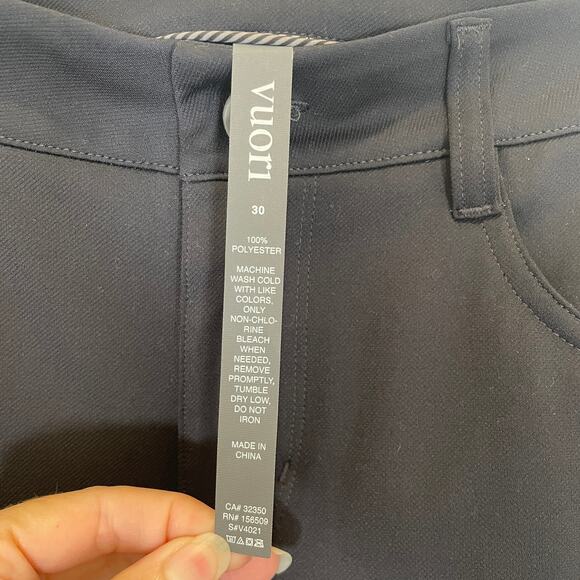 vuori
30
100%
POLYESTER
MACHINE
WASH COLD
WITH LIKE
COLORS,
ONLY
NON-CHLO-
RINE
BLEACH
WHEN
NEEDED,
REMOVE
PROMPTLY,
TUMBLE
DRY LOW,
DO NOT
IRON
MADE IN
CHINA
CA# 32350
RN# 156509
S#V4021